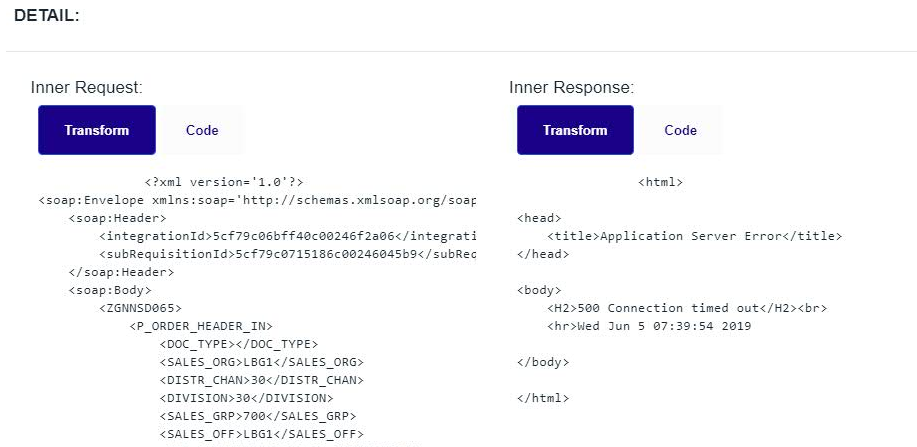 DETAIL:
Inner Request:
Transform
Code
<?xml version='1.0'?>
<soap:Envelope xmlns:soap='http://schemas.xmlsoap.org/soap
<soap:Header>
<integrationId>5cf79c06bff40c00246f2a06</integrati
<subRequisitionId>5cf79c0715186c00246045b9</subReq
</soap:Header>
<soap:Body>
<ZGNNSD065>
<P_ORDER_HEADER_IN>
<DOC_TYPE></DOC_TYPE>
<SALES_ORG>LBG1</SALES_ORG>
<DISTR_CHAN>30</DISTR_CHAN>
<DIVISION>30</DIVISION>
<SALES_GRP>700</SALES_GRP>
<SALES_OFF>LBG1</SALES_OFF>
Inner Response:
Transform
Code
<html>
<head>
<title>Application Server Error</title>
</head>
<body>
<H2>500 Connection timed out</H2><br>
<hr>Wed Jun 5 07:39:54 2019
</body>
</html>